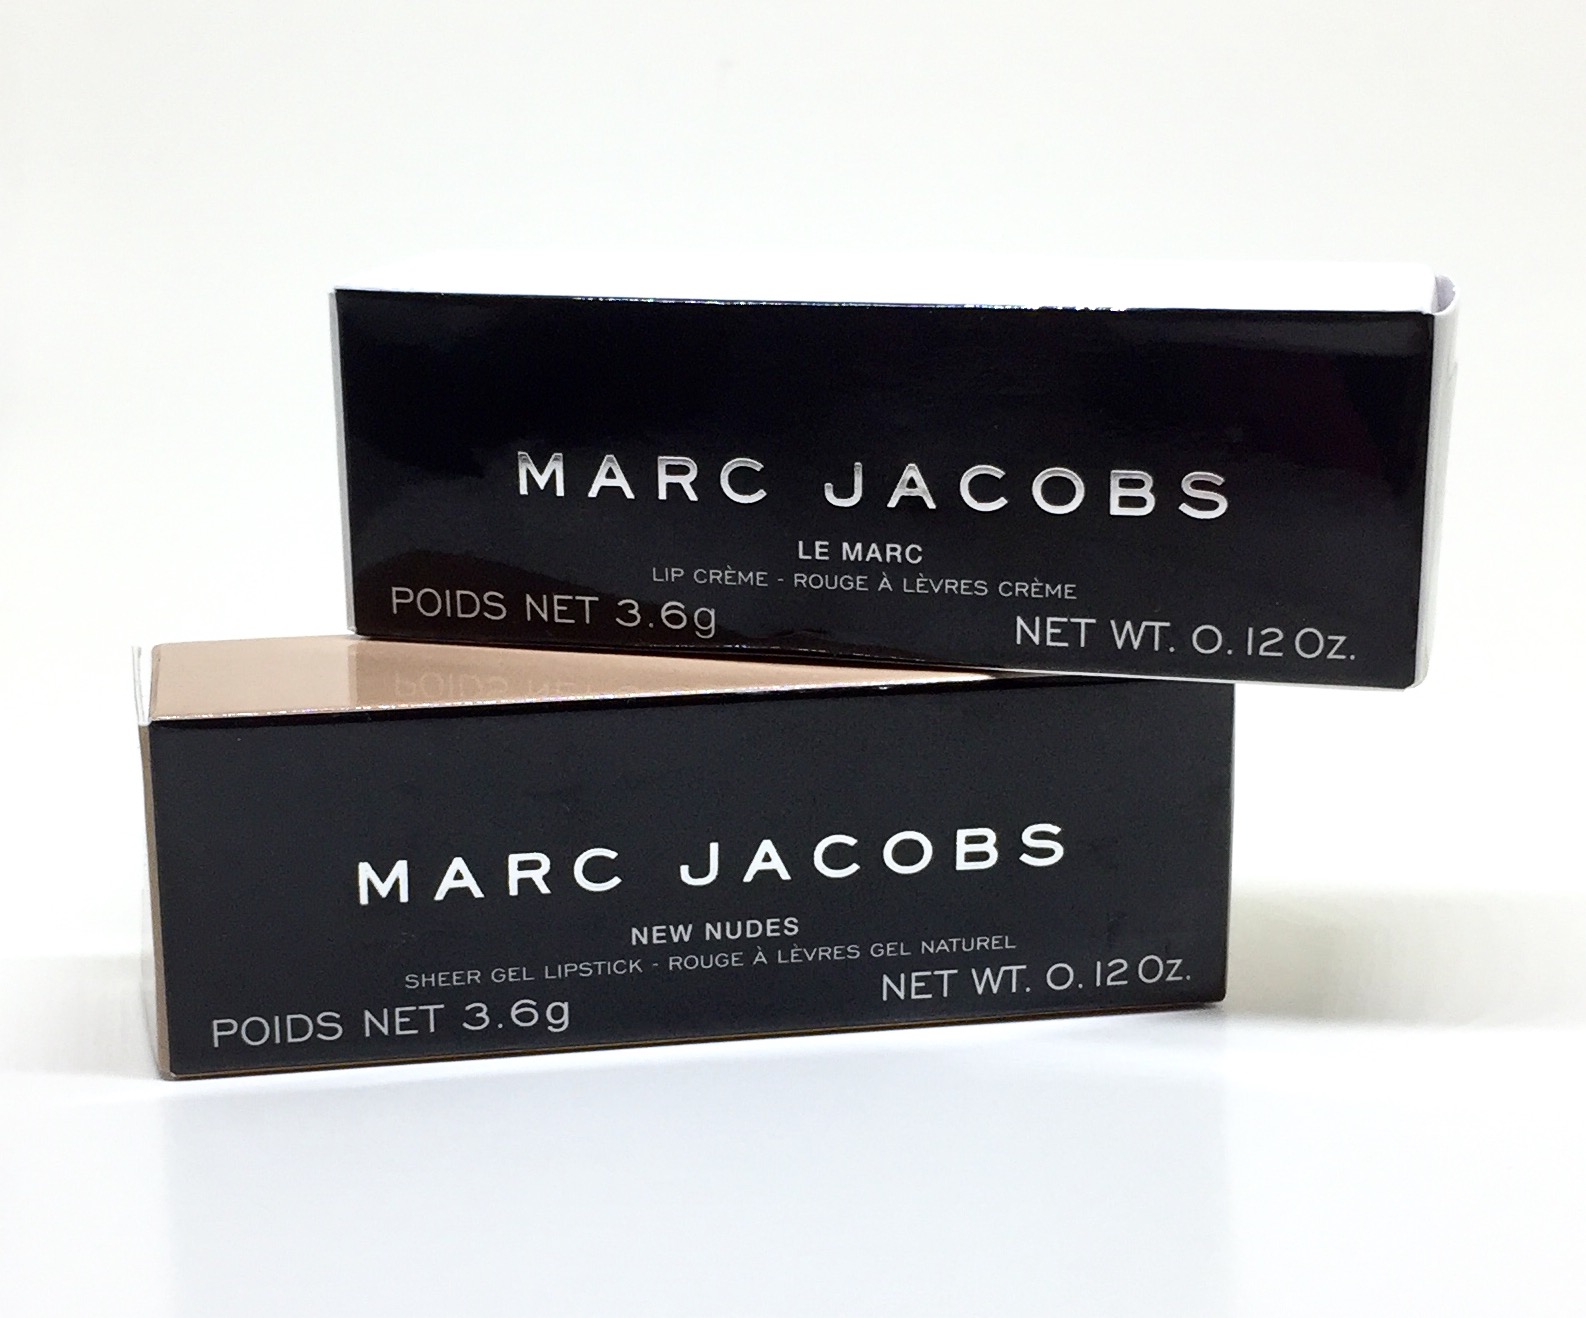 MARC JACOBS
LE MARC
LIP CRÈME - ROUGE À LÈVRES CRÈME
POIDS NET 3.6g NET WT. 0.12 Oz.
MARC JACOBS
NEW NUDES
SHEER GEL LIPSTICK - ROUGE À LÈVRES GEL NATUREL
POIDS NET 3.6g NET WT. 0.12 Oz.